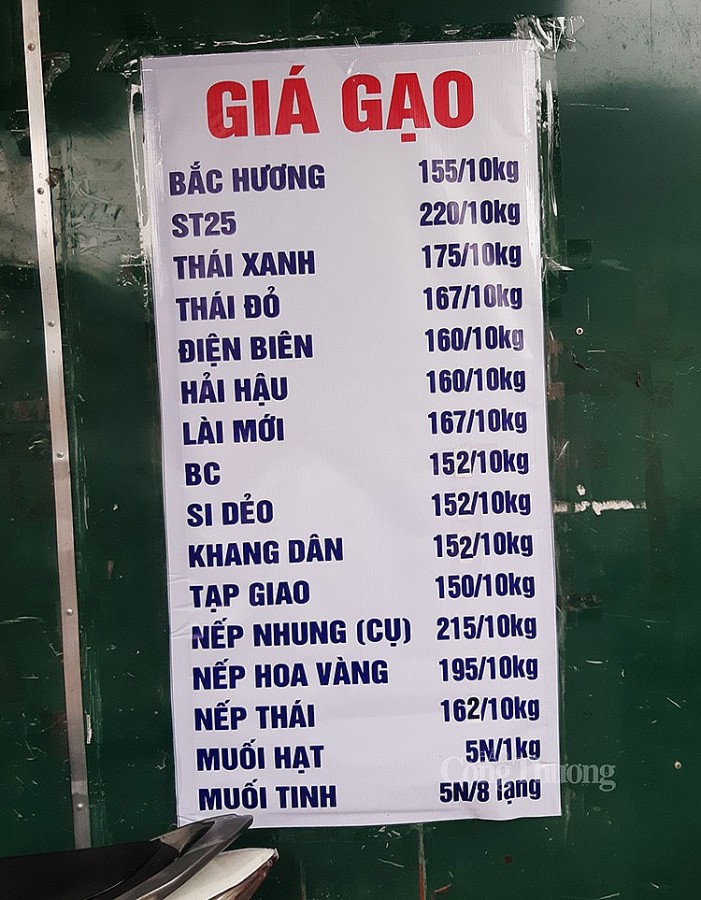 GIÁ GẠO
BẮC HƯƠNG 155/10kg
ST25 220/10kg
THÁI XANH 175/10kg
THÁI ĐỎ 167/10kg
ĐIỆN BIÊN 160/10kg
HẢI HẬU 160/10kg
LÀI MỚI 167/10kg
BC 152/10kg
SI DẺO 152/10kg
KHANG DÂN 152/10kg
TẠP GIAO 150/10kg
NẾP NHUNG (CỤ) 215/10kg
NẾP HOA VÀNG 195/10kg
NẾP THÁI 162/10kg
MUỐI HẠT 5N/1kg
Công Thương
MUỐI TINH 5N/8 lạng